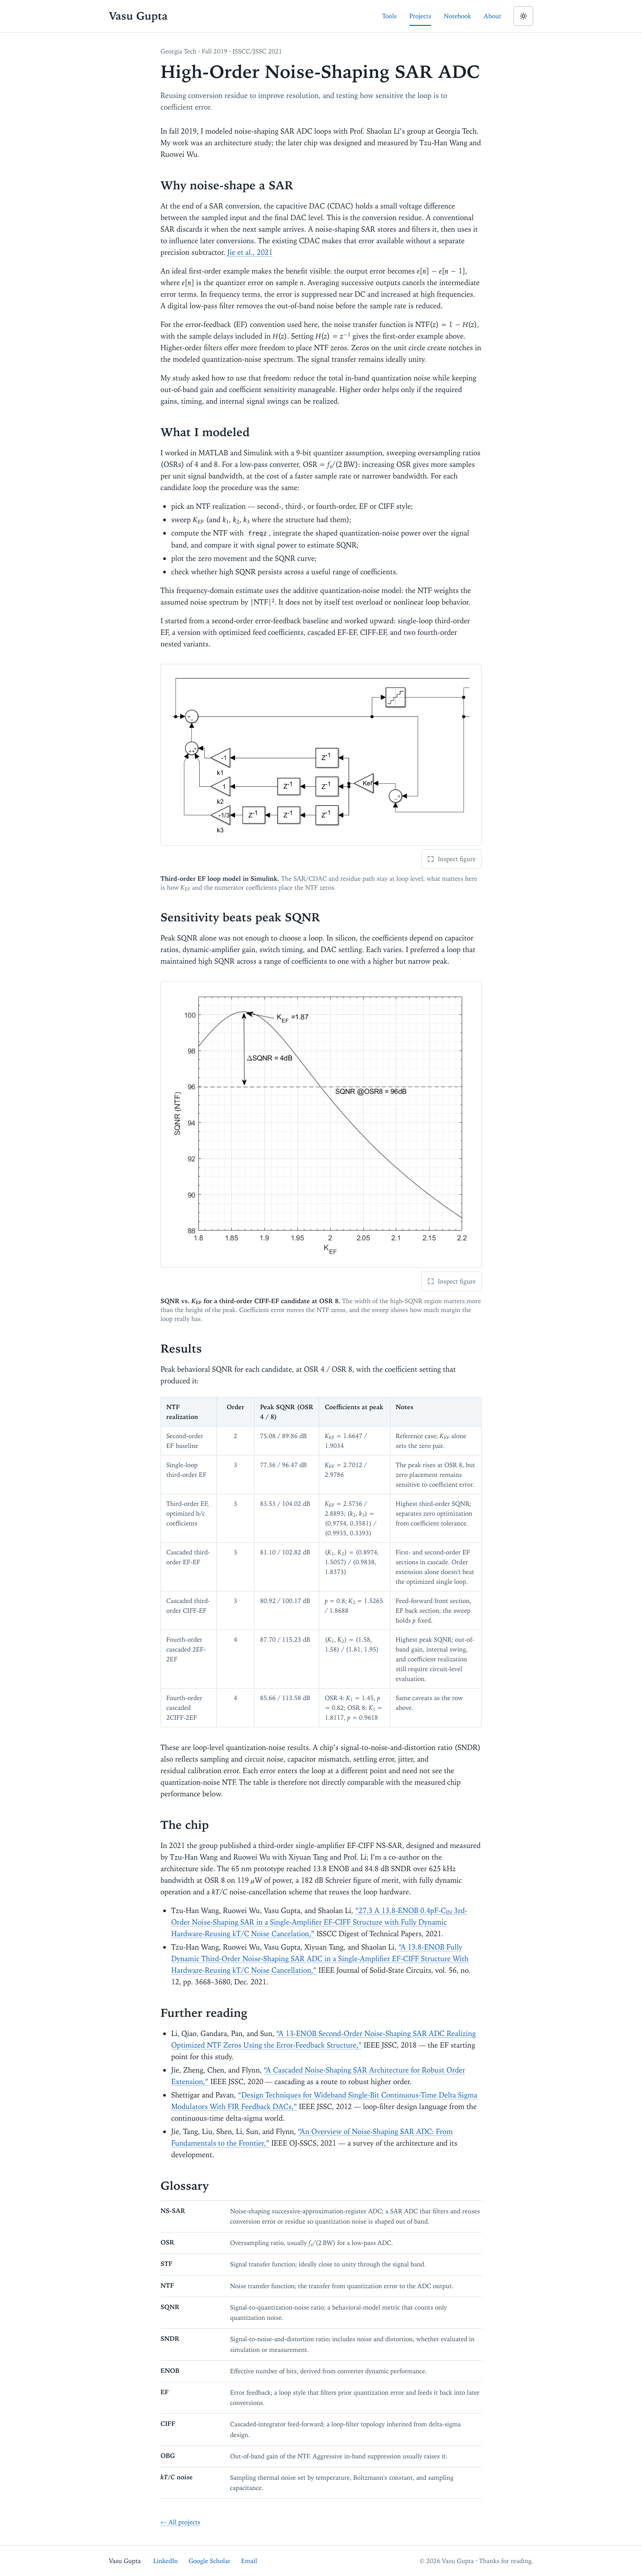 Vasu Gupta
Tools Projects Notebook About
Georgia Tech · Fall 2019 · ISSCC/JSSC 2021
High-Order Noise-Shaping SAR ADC
Reusing conversion residue to improve resolution, and testing how sensitive the loop is to
coefficient error.
In fall 2019, I modeled noise-shaping SAR ADC loops with Prof. Shaolan Li's group at Georgia Tech.
My work was an architecture study; the later chip was designed and measured by Tzu-Han Wang and
Ruowei Wu.
Why noise-shape a SAR
At the end of a SAR conversion, the capacitive DAC (CDAC) holds a small voltage difference
between the sampled input and the final DAC level. This is the conversion residue. A conventional
SAR discards it when the next sample arrives. A noise-shaping SAR stores and filters it, then uses it
to influence later conversions. The existing CDAC makes that error available without a separate
precision subtractor. Jie et al., 2021
An ideal first-order example makes the benefit visible: the output error becomes e[n] − e[n − 1],
where e[n] is the quantizer error on sample n. Averaging successive outputs cancels the intermediate
error terms. In frequency terms, the error is suppressed near DC and increased at high frequencies.
A digital low-pass filter removes the out-of-band noise before the sample rate is reduced.
For the error-feedback (EF) convention used here, the noise transfer function is NTF(z) = 1 − H(z),
with the sample delays included in H(z). Setting H(z) = z⁻¹ gives the first-order example above.
Higher-order filters offer more freedom to place NTF zeros. Zeros on the unit circle create notches in
the modeled quantization-noise spectrum. The signal transfer remains ideally unity.
My study asked how to use that freedom: reduce the total in-band quantization noise while keeping
out-of-band gain and coefficient sensitivity manageable. Higher order helps only if the required
gains, timing, and internal signal swings can be realized.
What I modeled
I worked in MATLAB and Simulink with a 9-bit quantizer assumption, sweeping oversampling ratios
(OSRs) of 4 and 8. For a low-pass converter, OSR = fs/(2 BW): increasing OSR gives more samples
per unit signal bandwidth, at the cost of a faster sample rate or narrower bandwidth. For each
candidate loop the procedure was the same:
• pick an NTF realization — second-, third-, or fourth-order, EF or CIFF style;
• sweep KEF (and k1, k2, k3 where the structure had them);
• compute the NTF with freqz, integrate the shaped quantization-noise power over the signal
band, and compare it with signal power to estimate SQNR;
• plot the zero movement and the SQNR curve;
• check whether high SQNR persists across a useful range of coefficients.
This frequency-domain estimate uses the additive quantization-noise model: the NTF weights the
assumed noise spectrum by |NTF|². It does not by itself test overload or nonlinear loop behavior.
I started from a second-order error-feedback baseline and worked upward: single-loop third-order
EF, a version with optimized feed coefficients, cascaded EF-EF, CIFF-EF, and two fourth-order
nested variants.
-1 Z-1
k1
1 Z-1 Z-1 Kef
k2
-1/3 Z-1 Z-1 Z-1
k3
Inspect figure
Third-order EF loop model in Simulink. The SAR/CDAC and residue path stay at loop level; what matters here
is how KEF and the numerator coefficients place the NTF zeros.
Sensitivity beats peak SQNR
Peak SQNR alone was not enough to choose a loop. In silicon, the coefficients depend on capacitor
ratios, dynamic-amplifier gain, switch timing, and DAC settling. Each varies. I preferred a loop that
maintained high SQNR across a range of coefficients to one with a higher but narrow peak.
100
98
96
94
92
90
88
SQNR (NTF)
KEF =1.87
ΔSQNR = 4dB
SQNR @OSR8 = 96dB
1.8 1.85 1.9 1.95 2 2.05 2.1 2.15 2.2
KEF
Inspect figure
SQNR vs. KEF for a third-order CIFF-EF candidate at OSR 8. The width of the high-SQNR region matters more
than the height of the peak. Coefficient error moves the NTF zeros, and the sweep shows how much margin the
loop really has.
Results
Peak behavioral SQNR for each candidate, at OSR 4 / OSR 8, with the coefficient setting that
produced it:
NTF realization Order Peak SQNR (OSR 4 / 8) Coefficients at peak Notes
Second-order EF baseline 2 75.08 / 89.86 dB KEF = 1.6647 / 1.9034 Reference case; KEF alone sets the zero pair.
Single-loop third-order EF 3 77.56 / 96.47 dB KEF = 2.7012 / 2.9786 The peak rises at OSR 8, but zero placement remains sensitive to coefficient error.
Third-order EF, optimized b/c coefficients 3 83.53 / 104.02 dB KEF = 2.5736 / 2.8893; (k2, k3) = (0.9754, 0.3581) / (0.9935, 0.3393) Highest third-order SQNR; separates zero optimization from coefficient tolerance.
Cascaded third-order EF-EF 3 81.10 / 102.82 dB (K1, K2) = (0.8974, 1.5057) / (0.9838, 1.8373) First- and second-order EF sections in cascade. Order extension alone doesn't beat the optimized single loop.
Cascaded third-order CIFF-EF 3 80.92 / 100.17 dB p = 0.8; K2 = 1.5265 / 1.8688 Feed-forward front section, EF back section; the sweep holds p fixed.
Fourth-order cascaded 2EF-2EF 4 87.70 / 115.23 dB (K1, K2) = (1.58, 1.58) / (1.81, 1.95) Highest peak SQNR; out-of-band gain, internal swing, and coefficient realization still require circuit-level evaluation.
Fourth-order cascaded 2CIFF-2EF 4 85.66 / 113.58 dB OSR 4: K1 = 1.45, p = 0.82; OSR 8: K1 = 1.8117, p = 0.9618 Same caveats as the row above.
These are loop-level quantization-noise results. A chip's signal-to-noise-and-distortion ratio (SNDR)
also reflects sampling and circuit noise, capacitor mismatch, settling error, jitter, and
residual calibration error. Each error enters the loop at a different point and need not see the
quantization-noise NTF. The table is therefore not directly comparable with the measured chip
performance below.
The chip
In 2021 the group published a third-order single-amplifier EF-CIFF NS-SAR, designed and measured
by Tzu-Han Wang and Ruowei Wu with Xiyuan Tang and Prof. Li; I'm a co-author on the
architecture side. The 65 nm prototype reached 13.8 ENOB and 84.8 dB SNDR over 625 kHz
bandwidth at OSR 8 on 119 μW of power, a 182 dB Schreier figure of merit, with fully dynamic
operation and a kT/C noise-cancellation scheme that reuses the loop hardware.
• Tzu-Han Wang, Ruowei Wu, Vasu Gupta, and Shaolan Li, "27.3 A 13.8-ENOB 0.4pF-CIN 3rd-
Order Noise-Shaping SAR in a Single-Amplifier EF-CIFF Structure with Fully Dynamic
Hardware-Reusing kT/C Noise Cancelation," ISSCC Digest of Technical Papers, 2021.
• Tzu-Han Wang, Ruowei Wu, Vasu Gupta, Xiyuan Tang, and Shaolan Li, "A 13.8-ENOB Fully
Dynamic Third-Order Noise-Shaping SAR ADC in a Single-Amplifier EF-CIFF Structure With
Hardware-Reusing kT/C Noise Cancellation," IEEE Journal of Solid-State Circuits, vol. 56, no.
12, pp. 3668–3680, Dec. 2021.
Further reading
• Li, Qiao, Gandara, Pan, and Sun, "A 13-ENOB Second-Order Noise-Shaping SAR ADC Realizing
Optimized NTF Zeros Using the Error-Feedback Structure," IEEE JSSC, 2018 — the EF starting
point for this study.
• Jie, Zheng, Chen, and Flynn, "A Cascaded Noise-Shaping SAR Architecture for Robust Order
Extension," IEEE JSSC, 2020 — cascading as a route to robust higher order.
• Shettigar and Pavan, "Design Techniques for Wideband Single-Bit Continuous-Time Delta Sigma
Modulators With FIR Feedback DACs," IEEE JSSC, 2012 — loop-filter design language from the
continuous-time delta-sigma world.
• Jie, Tang, Liu, Shen, Li, Sun, and Flynn, "An Overview of Noise-Shaping SAR ADC: From
Fundamentals to the Frontier," IEEE OJ-SSCS, 2021 — a survey of the architecture and its
development.
Glossary
NS-SAR Noise-shaping successive-approximation-register ADC; a SAR ADC that filters and reuses
conversion error or residue so quantization noise is shaped out of band.
OSR Oversampling ratio, usually fs/(2 BW) for a low-pass ADC.
STF Signal transfer function; ideally close to unity through the signal band.
NTF Noise transfer function; the transfer from quantization error to the ADC output.
SQNR Signal-to-quantization-noise ratio; a behavioral-model metric that counts only
quantization noise.
SNDR Signal-to-noise-and-distortion ratio; includes noise and distortion, whether evaluated in
simulation or measurement.
ENOB Effective number of bits, derived from converter dynamic performance.
EF Error feedback; a loop style that filters prior quantization error and feeds it back into later
conversions.
CIFF Cascaded-integrator feed-forward; a loop-filter topology inherited from delta-sigma
design.
OBG Out-of-band gain of the NTF. Aggressive in-band suppression usually raises it.
kT/C noise Sampling thermal noise set by temperature, Boltzmann's constant, and sampling
capacitance.
← All projects
Vasu Gupta LinkedIn Google Scholar Email © 2026 Vasu Gupta · Thanks for reading.